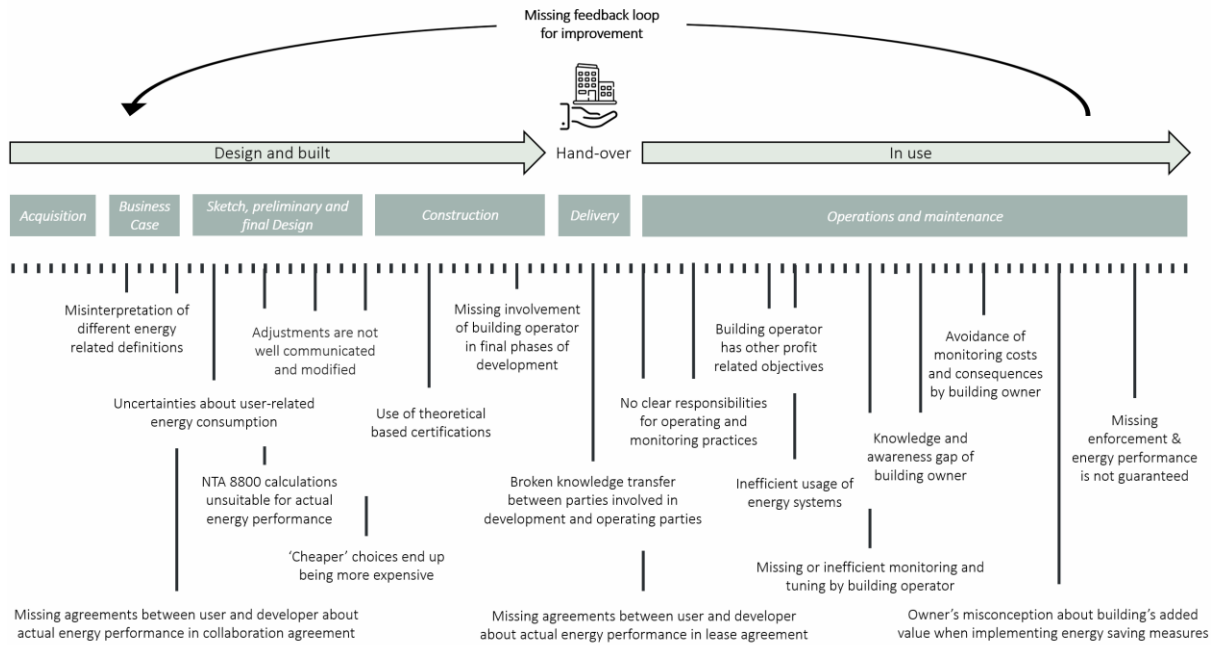 Missing feedback loop
for improvement
Design and built
Hand-over
In use
Acquisition
Business
Case
Sketch, preliminary and
final Design
Construction
Delivery
Operations and maintenance
Misinterpretation of
different energy
related definitions
Adjustments are not
well communicated
and modified
Missing involvement
of building operator
in final phases of
development
Building operator
has other profit
related objectives
Avoidance of
monitoring costs
and consequences
by building owner
Uncertainties about user-related
energy consumption
Use of theoretical
based certifications
No clear responsibilities
for operating and
monitoring practices
Knowledge and
awareness gap of
building owner
Missing
enforcement &
energy performance
is not guaranteed
NTA 8800 calculations
unsuitable for actual
energy performance
Broken knowledge transfer
between parties involved in
development and operating parties
Inefficient usage of
energy systems
‘Cheaper’ choices end up
being more expensive
Missing or inefficient monitoring and
tuning by building operator
Missing agreements between user and developer about
actual energy performance in collaboration agreement
Missing agreements between user and developer
about actual energy performance in lease agreement
Owner’s misconception about building’s added
value when implementing energy saving measures